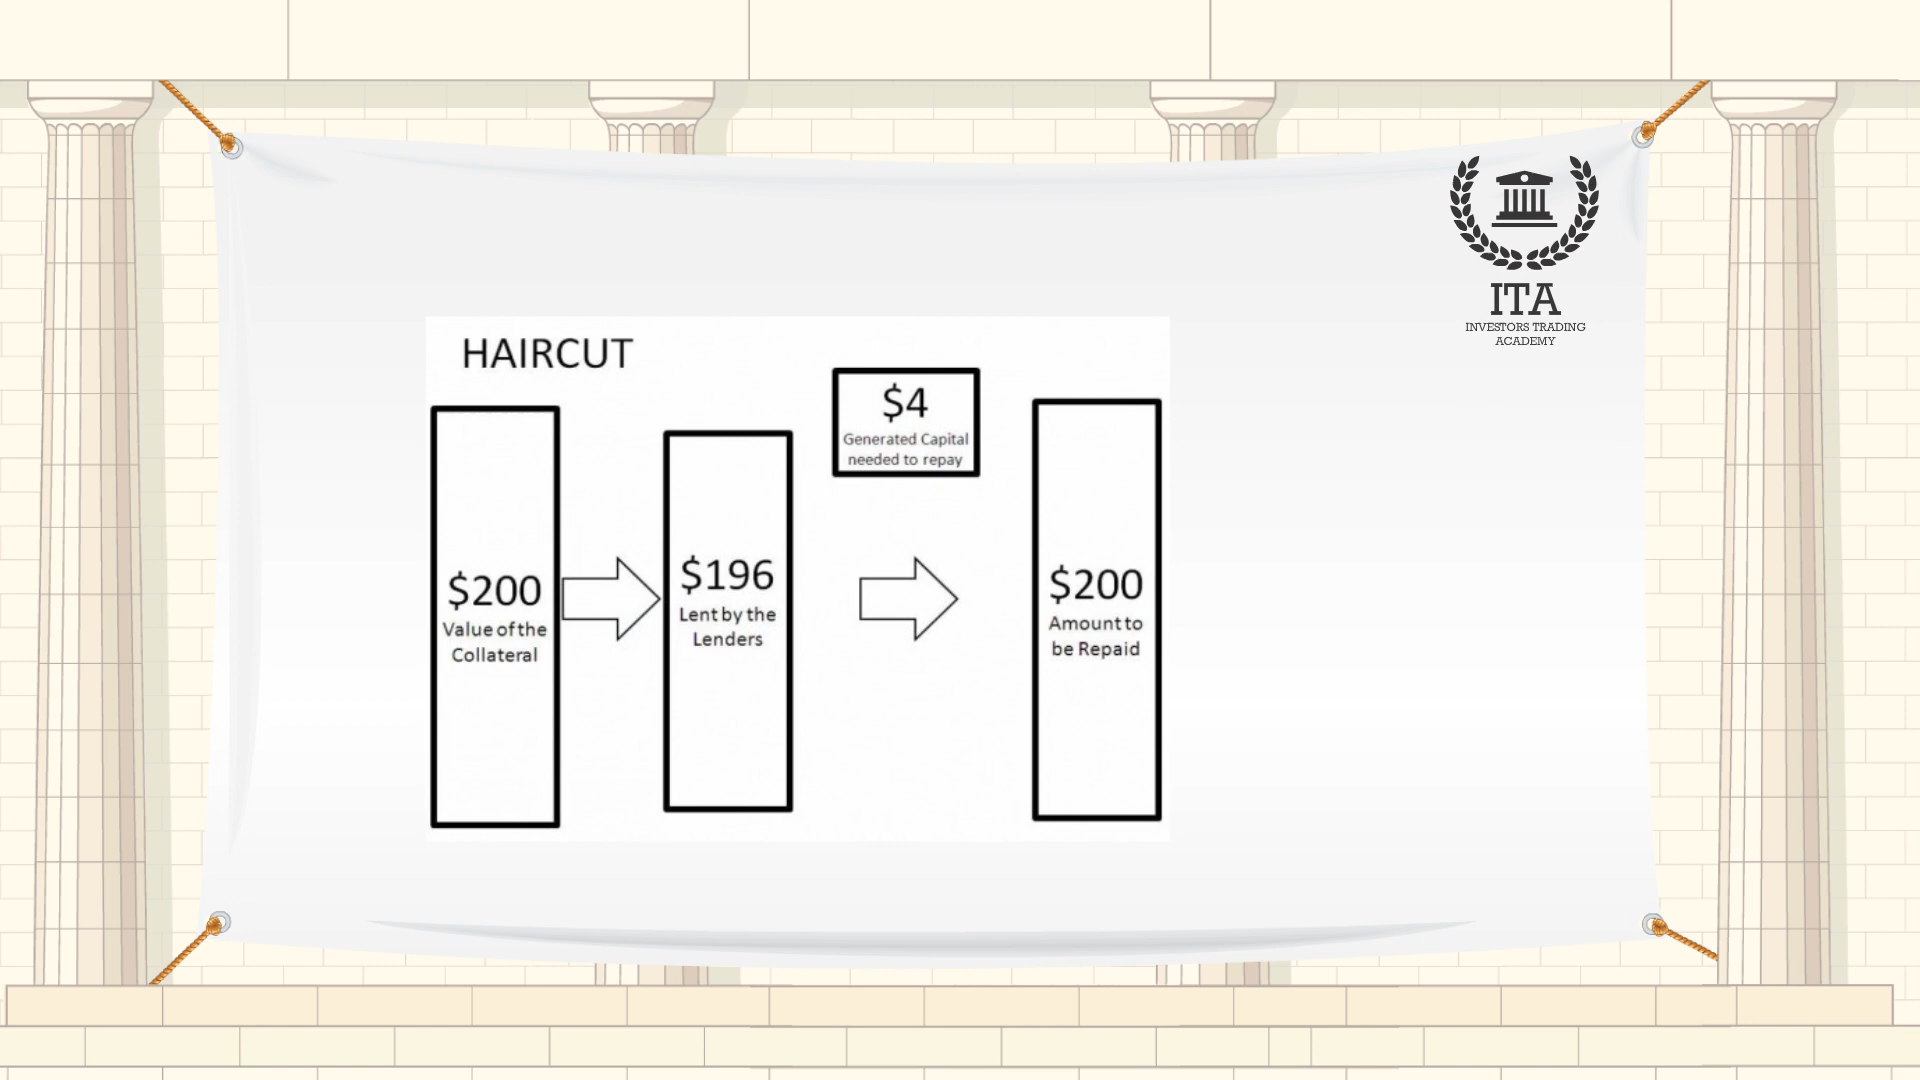 ITA
INVESTORS TRADING
ACADEMY
HAIRCUT
$200
Value of the
Collateral
$196
Lent by the
Lenders
$4
Generated Capital
needed to repay
$200
Amount to
be Repaid